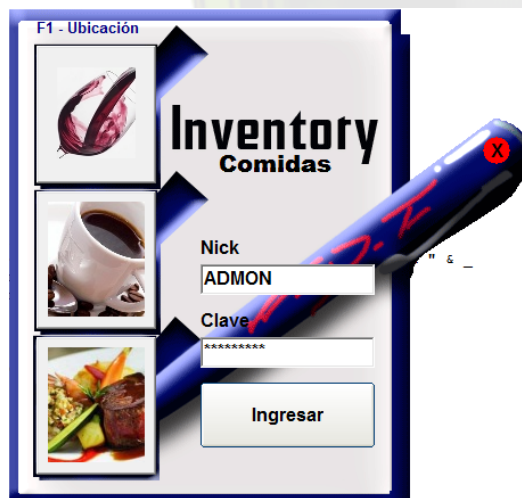 F1 - Ubicación
Inventory
Comidas
X
Nick
" & _
ADMON
Clave
*********
Ingresar